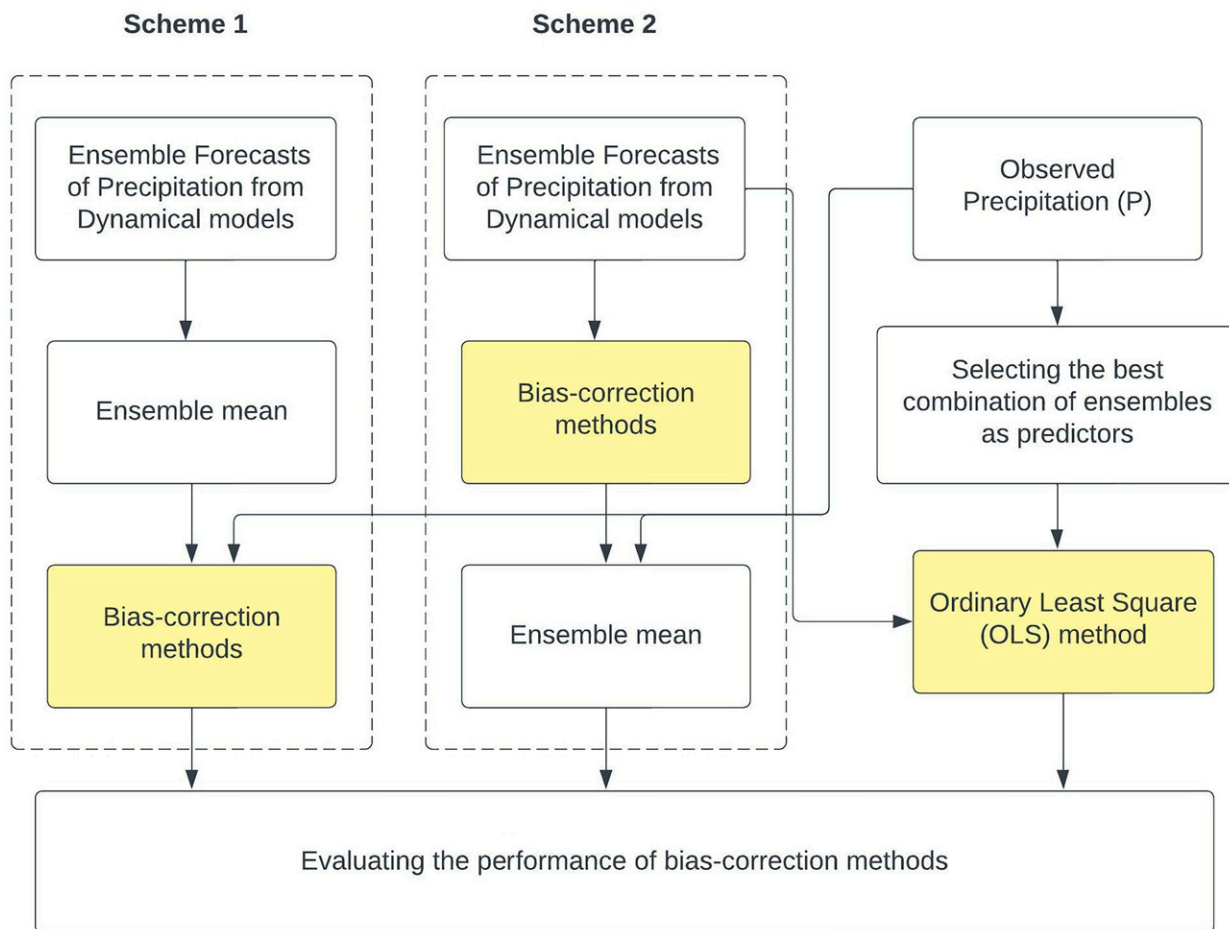 Scheme 1
Scheme 2
Ensemble Forecasts
of Precipitation from
Dynamical models
Ensemble Forecasts
of Precipitation from
Dynamical models
Observed
Precipitation (P)
Ensemble mean
Bias-correction
methods
Selecting the best
combination of ensembles
as predictors
Bias-correction
methods
Ensemble mean
Ordinary Least Square
(OLS) method
Evaluating the performance of bias-correction methods